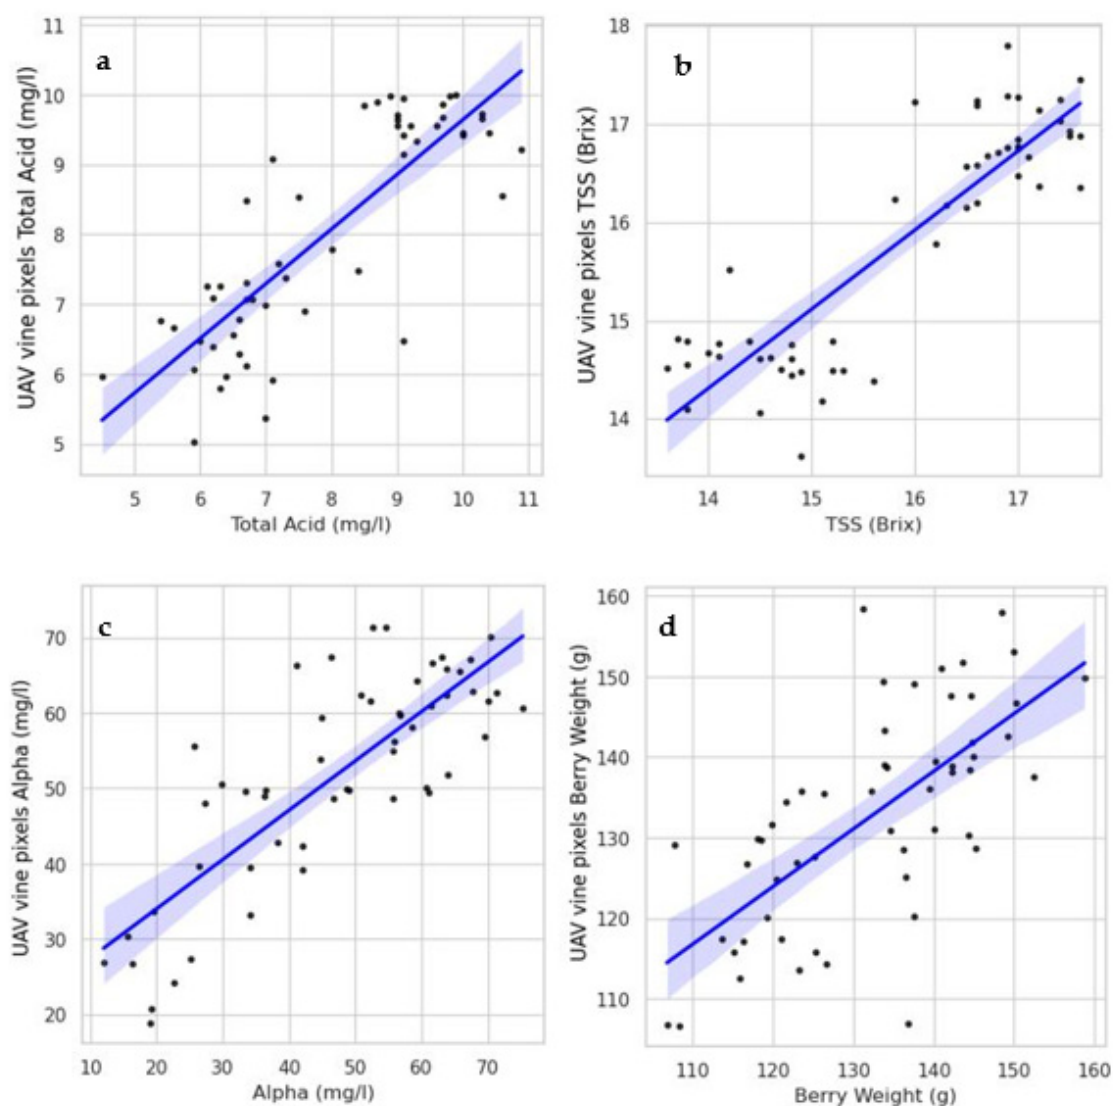 a
UAV vine pixels Total Acid (mg/l)
11
10
9
8
7
6
5
5 6 7 8 9 10 11
Total Acid (mg/l)
b
UAV vine pixels TSS (Brix)
18
17
16
15
14
14 15 16 17
TSS (Brix)
c
UAV vine pixels Alpha (mg/l)
70
60
50
40
30
20
10 20 30 40 50 60 70
Alpha (mg/l)
d
UAV vine pixels Berry Weight (g)
160
150
140
130
120
110
110 120 130 140 150 160
Berry Weight (g)